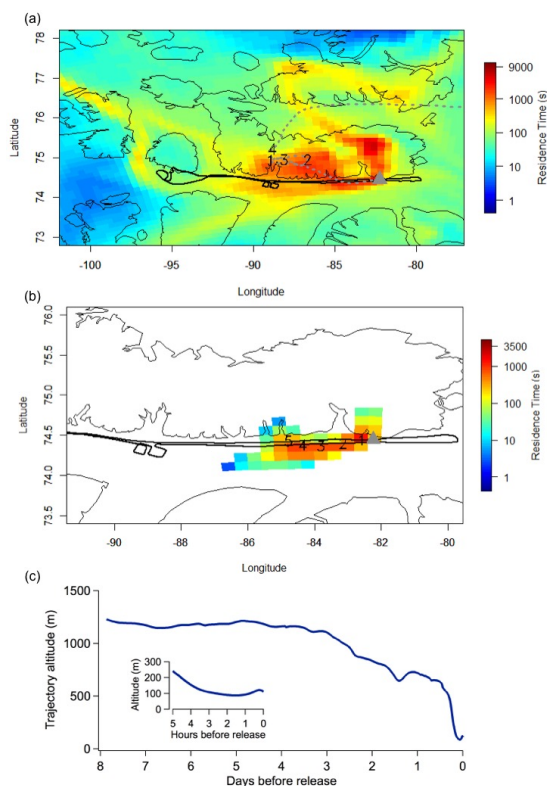 (a)
78
77
76
75
74
73
Latitude
4
1 3 2
-100
-95
-90
-85
-80
Longitude
9000
1000
100
10
1
Residence Time (s)
(b)
76.0
75.5
75.0
74.5
74.0
73.5
Latitude
5 4 3 2 1
-90
-88
-86
-84
-82
-80
Longitude
3500
1000
100
10
1
Residence Time (s)
(c)
1500
1000
500
0
Trajectory altitude (m)
300
200
100
0
Altitude (m)
5 4 3 2 1 0
Hours before release
8 7 6 5 4 3 2 1 0
Days before release